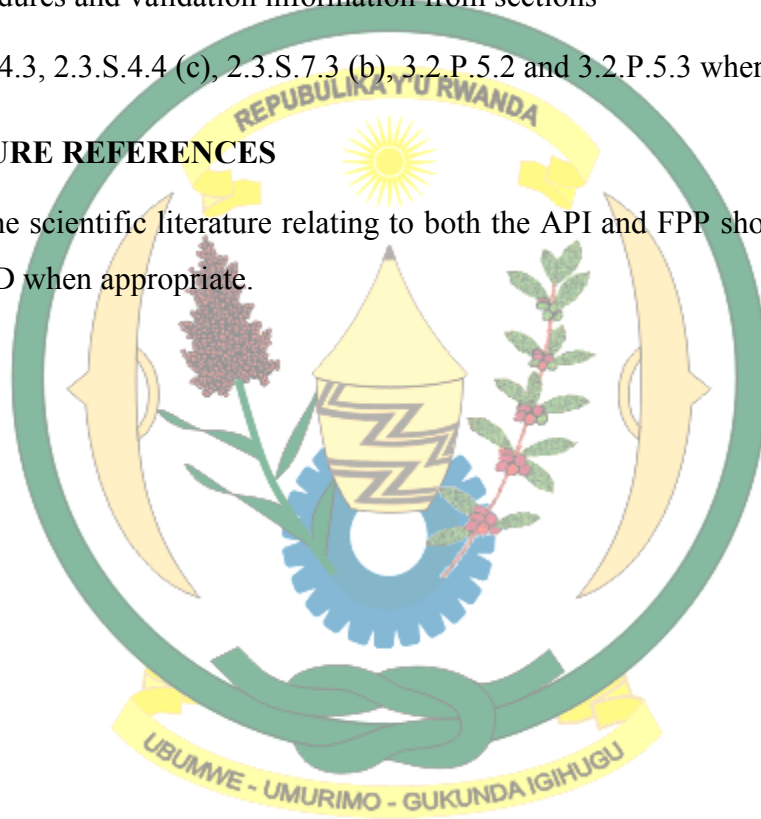 dures and validation information from sections
4.3, 2.3.S.4.4 (c), 2.3.S.7.3 (b), 3.2.P.5.2 and 3.2.P.5.3 when
REPUBULIKA Y'U RWANDA
URE REFERENCES
ne scientific literature relating to both the API and FPP sho
D when appropriate.
UBUMWE - UMURIMO - GUKUNDA IGIHUGU